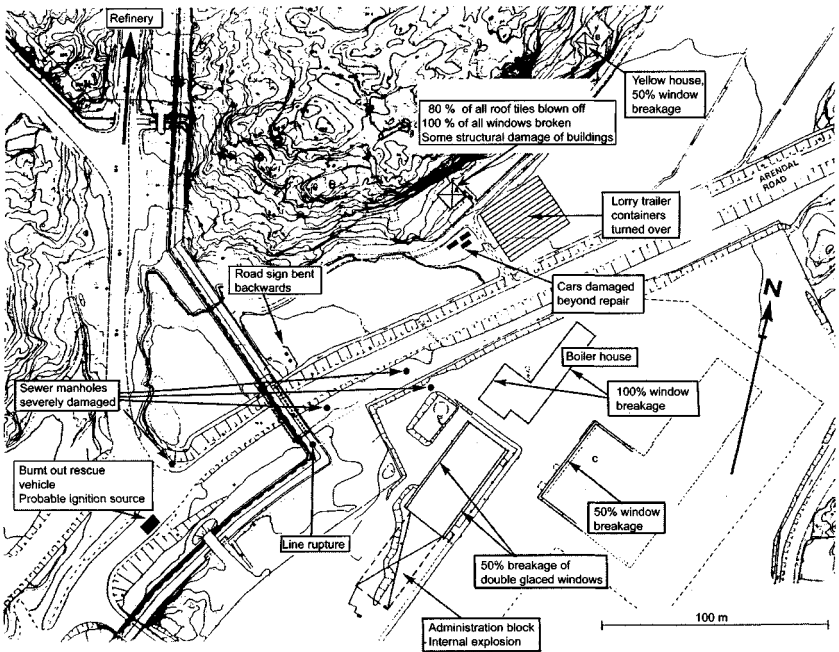 Refinery
Yellow house,
50% window
breakage
80 % of all roof tiles blown off
100 % of all windows broken
Some structural damage of buildings
ARENDAL
ROAD
Lorry trailer
containers
turned over
Road sign bent
backwards
Cars damaged
beyond repair
N
Boiler house
Sewer manholes
severely damaged
100% window
breakage
Burnt out rescue
vehicle
Probable ignition source
C
50% window
breakage
Line rupture
50% breakage of
double glaced windows
Administration block
Internal explosion
100 m